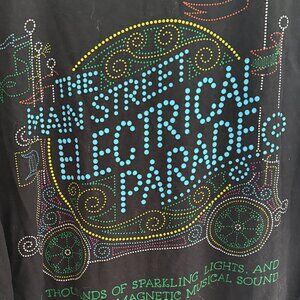 THE
MAIN STREET
ELECTRICAL
PARADE
THOUSANDS OF SPARKLING LIGHTS, AND
MAGNETIC MUSICAL SOUND